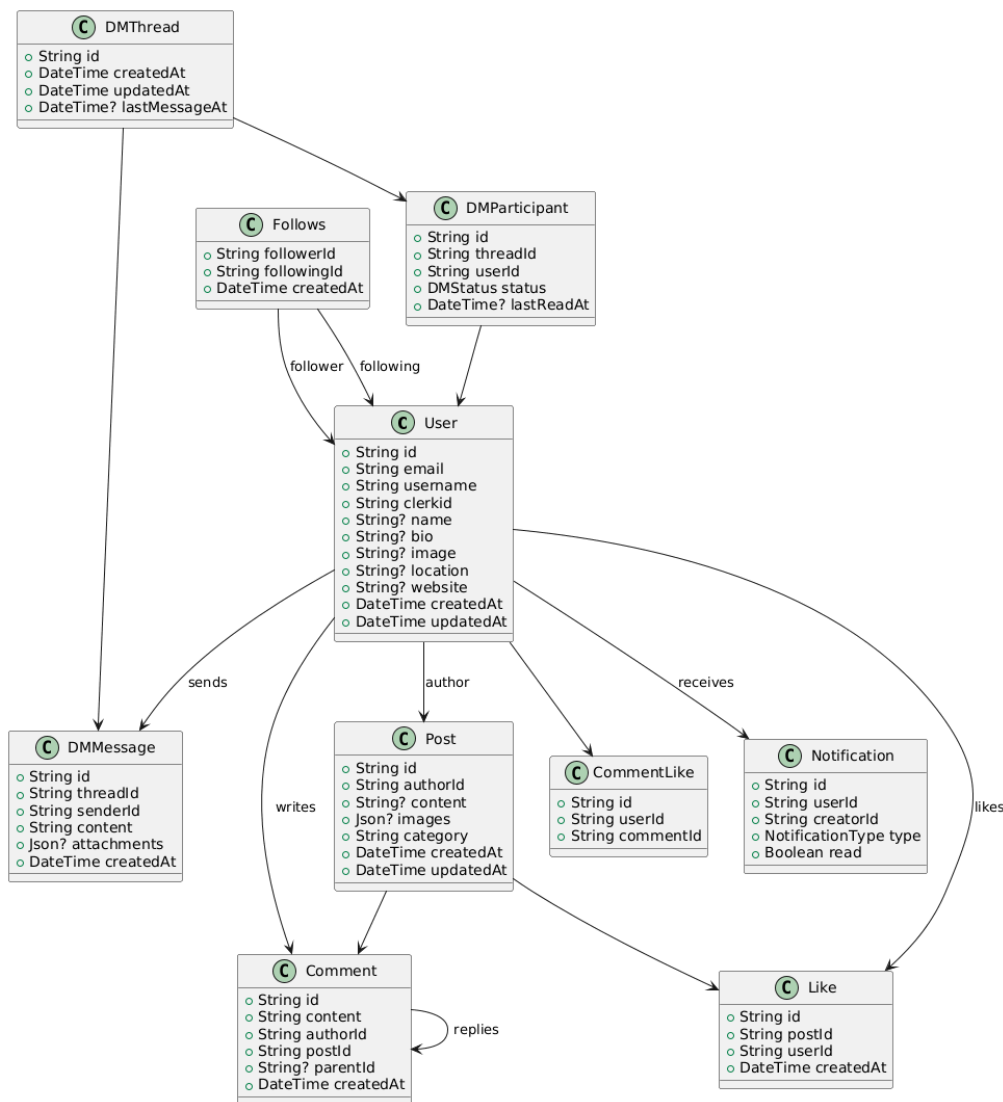 C DMThread
String id
DateTime createdAt
DateTime updatedAt
DateTime? lastMessageAt
C Follows
String followerId
String followingId
DateTime createdAt
C DMParticipant
String id
String threadId
String userId
DMStatus status
DateTime? lastReadAt
follower
following
C User
String id
String email
String username
String clerkid
String? name
String? bio
String? image
String? location
String? website
DateTime createdAt
DateTime updatedAt
sends
author
receives
C DMMessage
String id
String threadId
String senderId
String content
Json? attachments
DateTime createdAt
writes
C Post
String id
String authorId
String? content
Json? images
String category
DateTime createdAt
DateTime updatedAt
C CommentLike
String id
String userId
String commentId
C Notification
String id
String userId
String creatorId
NotificationType type
Boolean read
likes
C Comment
String id
String content
String authorId
String postId
String? parentId
DateTime createdAt
replies
C Like
String id
String postId
String userId
DateTime createdAt